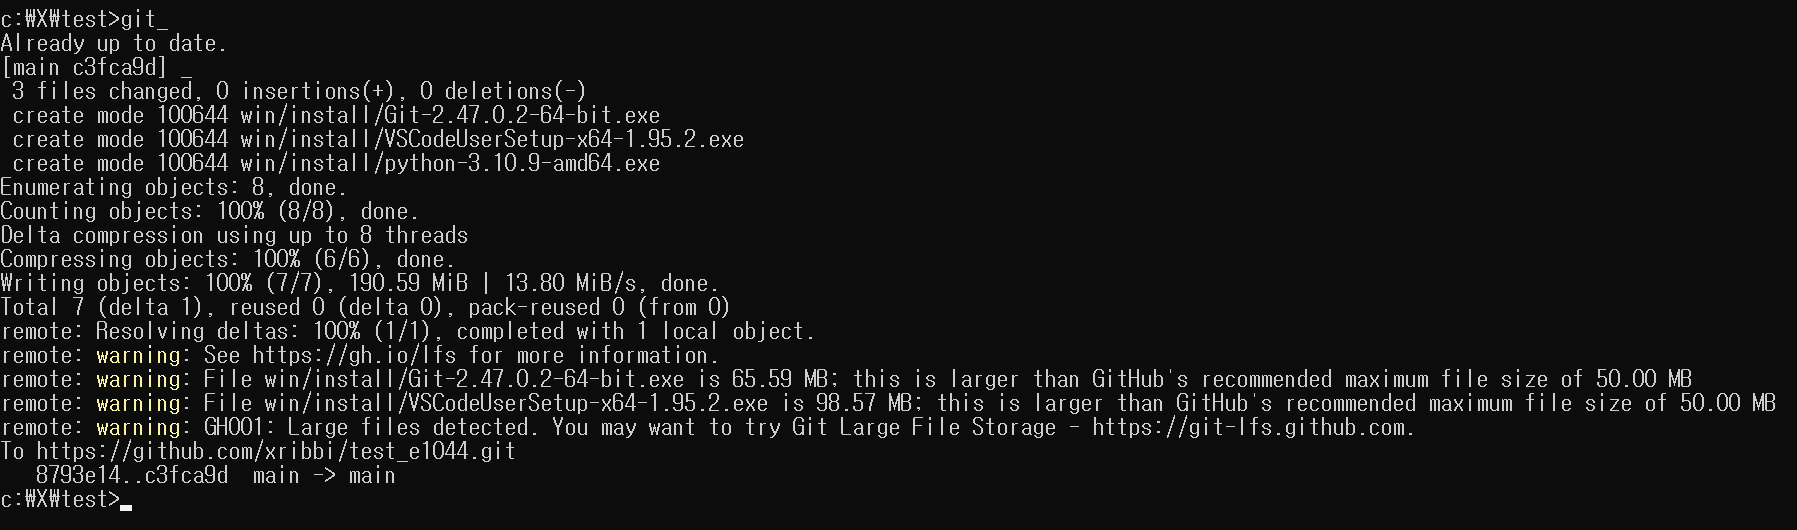 c:₩X₩test>git_
Already up to date.
[main c3fca9d] _
 3 files changed, 0 insertions(+), 0 deletions(-)
 create mode 100644 win/install/Git-2.47.0.2-64-bit.exe
 create mode 100644 win/install/VSCodeUserSetup-x64-1.95.2.exe
 create mode 100644 win/install/python-3.10.9-amd64.exe
Enumerating objects: 8, done.
Counting objects: 100% (8/8), done.
Delta compression using up to 8 threads
Compressing objects: 100% (6/6), done.
Writing objects: 100% (7/7), 190.59 MiB | 13.80 MiB/s, done.
Total 7 (delta 1), reused 0 (delta 0), pack-reused 0 (from 0)
remote: Resolving deltas: 100% (1/1), completed with 1 local object.
remote: warning: See https://gh.io/lfs for more information.
remote: warning: File win/install/Git-2.47.0.2-64-bit.exe is 65.59 MB; this is larger than GitHub's recommended maximum file size of 50.00 MB
remote: warning: File win/install/VSCodeUserSetup-x64-1.95.2.exe is 98.57 MB; this is larger than GitHub's recommended maximum file size of 50.00 MB
remote: warning: GH001: Large files detected. You may want to try Git Large File Storage - https://git-lfs.github.com.
To https://github.com/xribbi/test_e1044.git
   8793e14..c3fca9d  main -> main
c:₩X₩test>